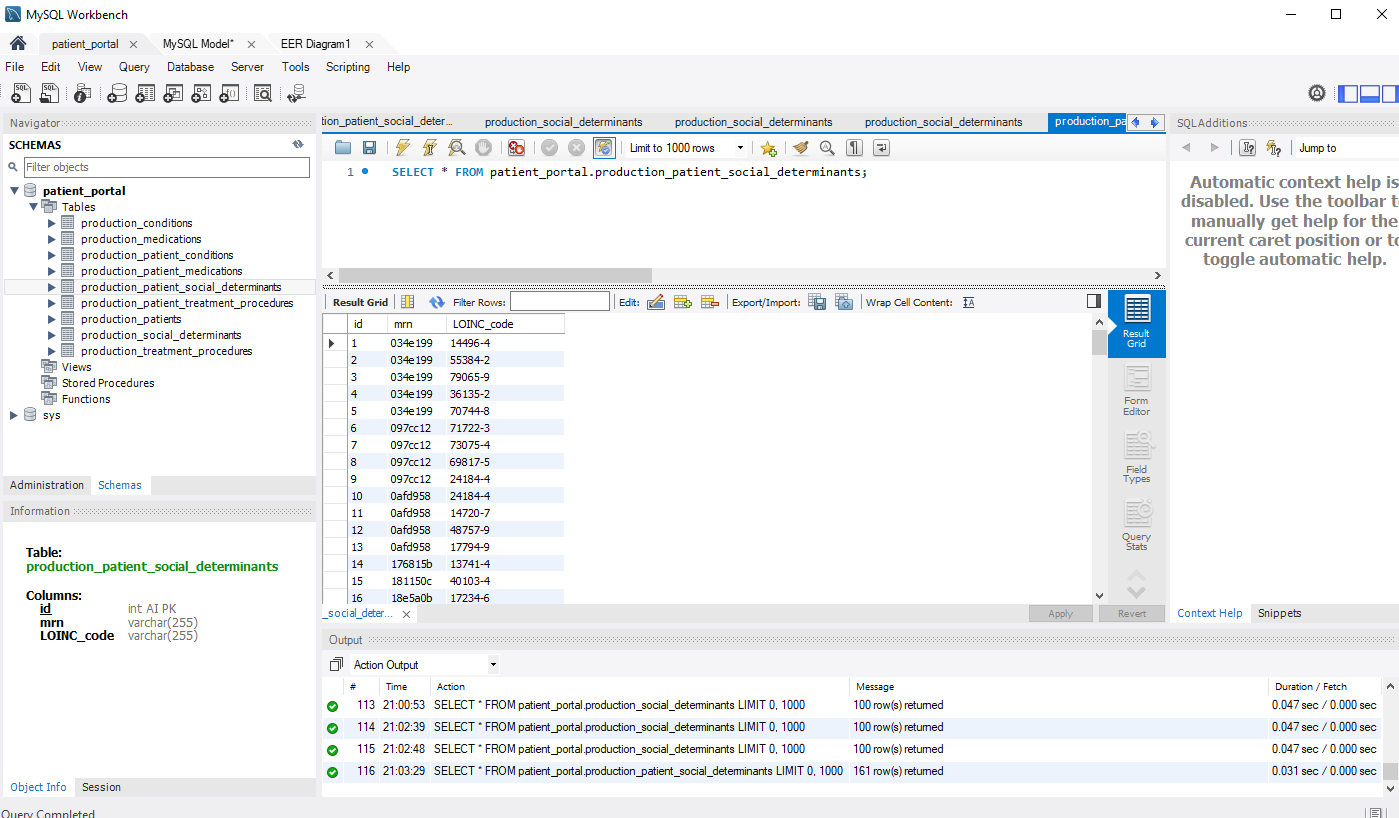 MySQL Workbench
patient_portal
MySQL Model*
EER Diagram1
File Edit View Query Database Server Tools Scripting Help
Navigator
SCHEMAS
Filter objects
patient_portal
Tables
production_conditions
production_medications
production_patient_conditions
production_patient_medications
production_patient_social_determinants
production_patient_treatment_procedures
production_patients
production_social_determinants
production_treatment_procedures
Views
Stored Procedures
Functions
sys
Administration Schemas
Information
Table:
production_patient_social_determinants
Columns:
id int AI PK
mrn varchar(255)
LOINC_code varchar(255)
Object Info Session
Query Completed
tion_patient_social_deter... production_social_determinants production_social_determinants production_social_determinants production_pa
Limit to 1000 rows
1 SELECT * FROM patient_portal.production_patient_social_determinants;
Result Grid Filter Rows: Edit: Export/Import: Wrap Cell Content: IA
id mrn LOINC_code
1 034e199 14496-4
2 034e199 55384-2
3 034e199 79065-9
4 034e199 36135-2
5 034e199 70744-8
6 097cc12 71722-3
7 097cc12 73075-4
8 097cc12 69817-5
9 097cc12 24184-4
10 0afd958 24184-4
11 0afd958 14720-7
12 0afd958 48757-9
13 0afd958 17794-9
14 176815b 13741-4
15 181150c 40103-4
16 18e5a0b 17234-6
Result
Grid
Form
Editor
Field
Types
Query
Stats
_social_deter...
Apply Revert
SQLAdditions
Jump to
Automatic context help is
disabled. Use the toolbar to
manually get help for the
current caret position or to
toggle automatic help.
Context Help Snippets
Output
Action Output
# Time Action Message Duration / Fetch
113 21:00:53 SELECT * FROM patient_portal.production_social_determinants LIMIT 0, 1000 100 row(s) returned 0.047 sec / 0.000 sec
114 21:02:39 SELECT * FROM patient_portal.production_social_determinants LIMIT 0, 1000 100 row(s) returned 0.047 sec / 0.000 sec
115 21:02:48 SELECT * FROM patient_portal.production_social_determinants LIMIT 0, 1000 100 row(s) returned 0.047 sec / 0.000 sec
116 21:03:29 SELECT * FROM patient_portal.production_patient_social_determinants LIMIT 0, 1000 161 row(s) returned 0.031 sec / 0.000 sec